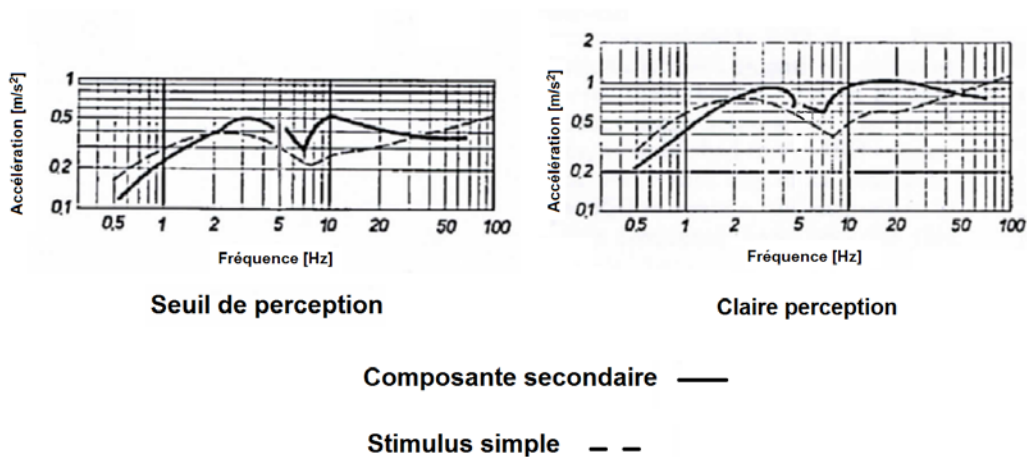 Accélération [m/s²]
1
0,5
0,2
0,1
0,5 1 2 5 10 20 50 100
Fréquence [Hz]
Seuil de perception
Accélération [m/s²]
2
1
0,5
0,2
0,1
0,5 1 2 5 10 20 50 100
Fréquence [Hz]
Claire perception
Composante secondaire
Stimulus simple